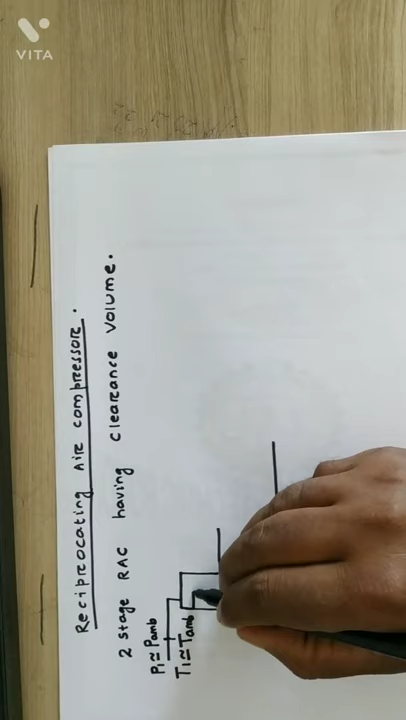 VITA
Reciprocating Air compressor.
2 stage RAC having clearance volume.
P₁≃Pamb
T₁≃Tamb